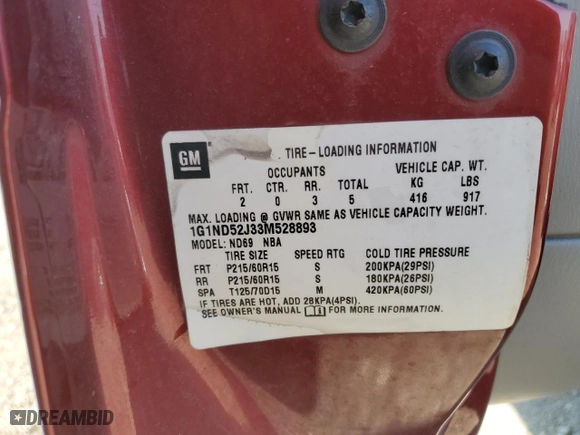 GM
TIRE-LOADING INFORMATION
OCCUPANTS VEHICLE CAP. WT.
FRT. CTR. RR. TOTAL KG LBS
2 0 3 5 416 917
MAX. LOADING @ GVWR SAME AS VEHICLE CAPACITY WEIGHT.
1G1ND52J33M528893
MODEL: ND69 NBA
TIRE SIZE SPEED RTG COLD TIRE PRESSURE
FRT P215/60R15 S 200KPA(29PSI)
RR P215/60R15 S 180KPA(26PSI)
SPA T125/70D15 M 420KPA(60PSI)
IF TIRES ARE HOT, ADD 28KPA(4PSI).
SEE OWNER'S MANUAL FOR MORE INFORMATION.
DREAMBID